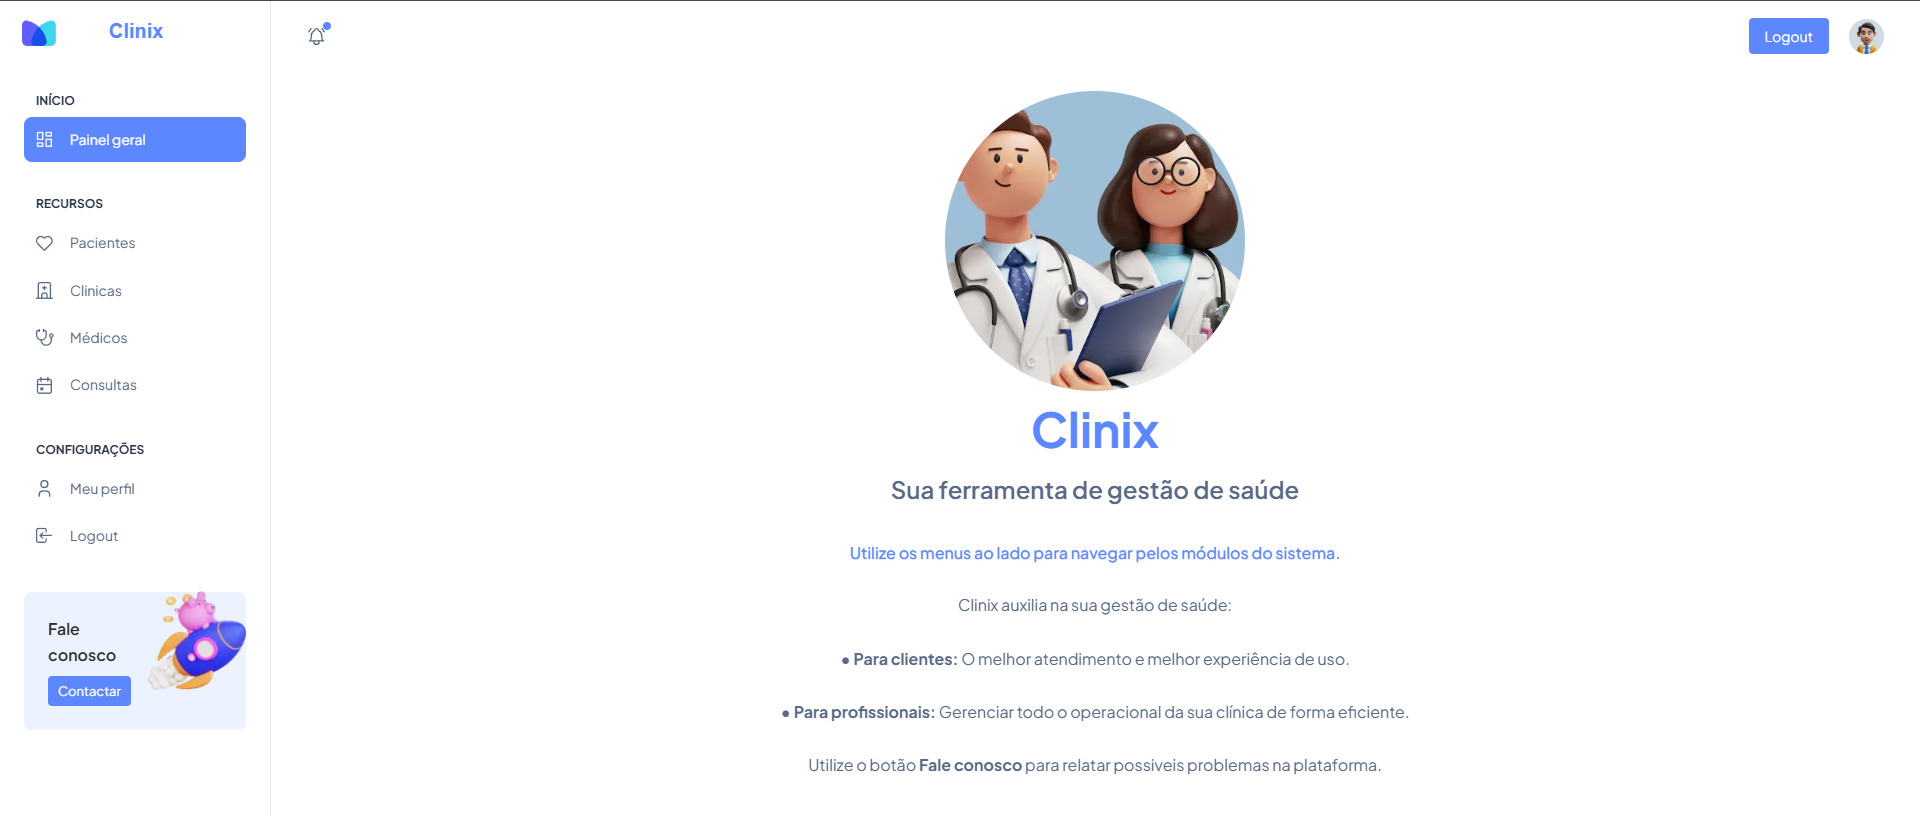 Clinix
Logout
INÍCIO
Painel geral
RECURSOS
Pacientes
Clinicas
Médicos
Consultas
CONFIGURAÇÕES
Meu perfil
Logout
Fale
conosco
Contactar
Clinix
Sua ferramenta de gestão de saúde
Utilize os menus ao lado para navegar pelos módulos do sistema.
Clinix auxilia na sua gestão de saúde:
• Para clientes: O melhor atendimento e melhor experiência de uso.
• Para profissionais: Gerenciar todo o operacional da sua clínica de forma eficiente.
Utilize o botão Fale conosco para relatar possiveis problemas na plataforma.